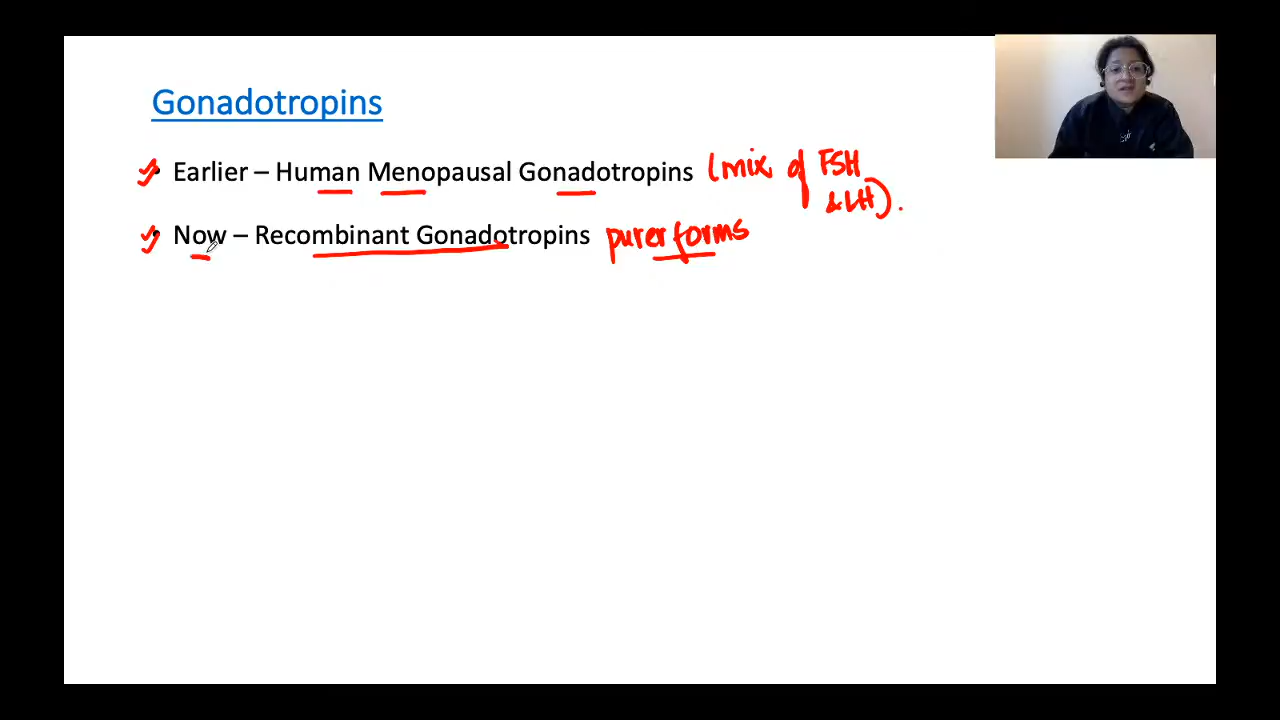 Gonadotropins
• Earlier – Human Menopausal Gonadotropins (mix of FSH
& LH).
• Now – Recombinant Gonadotropins purer forms